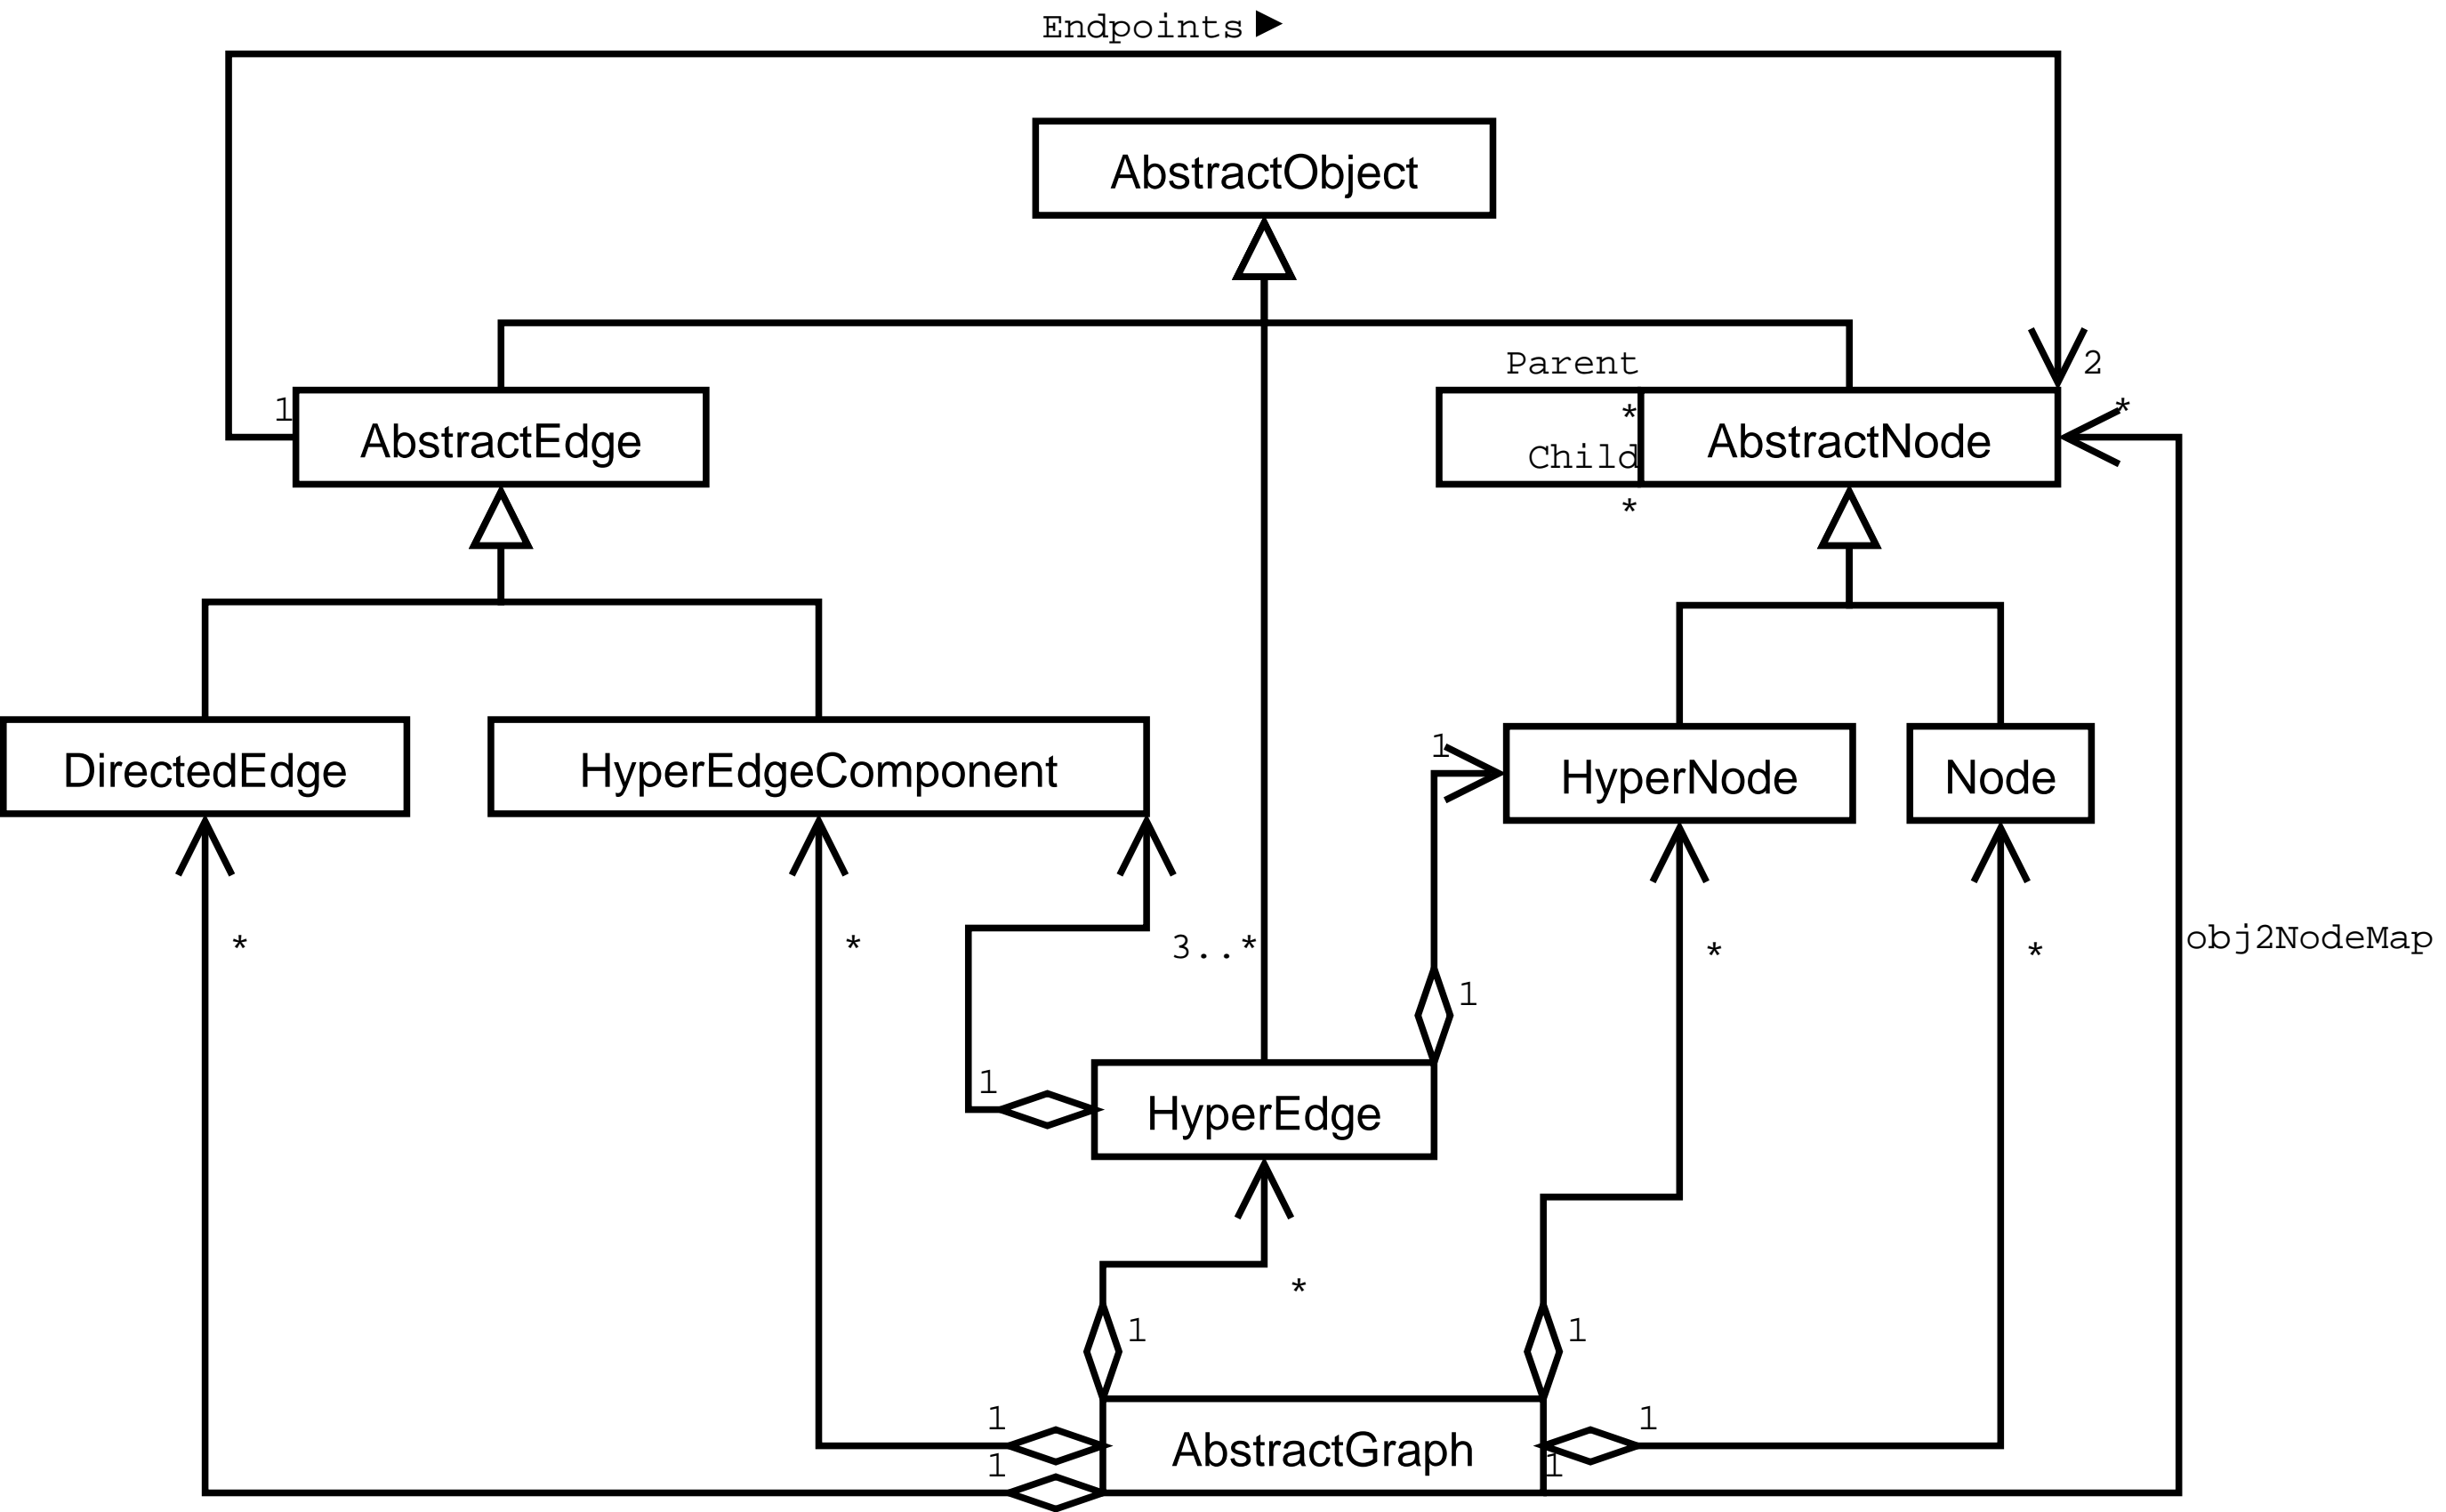 Endpoints ►
AbstractObject
Parent
2
1
*
*
AbstractEdge
AbstractNode
Child
*
1
DirectedEdge
HyperEdgeComponent
HyperNode
Node
*
*
3..*
*
*
obj2NodeMap
1
1
HyperEdge
*
1
1
1
1
AbstractGraph
1
1